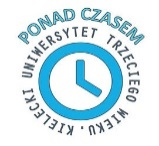 PONAD CZASEM
KIELECKI UNIWERSYTET TRZECIEGO WIEKU.